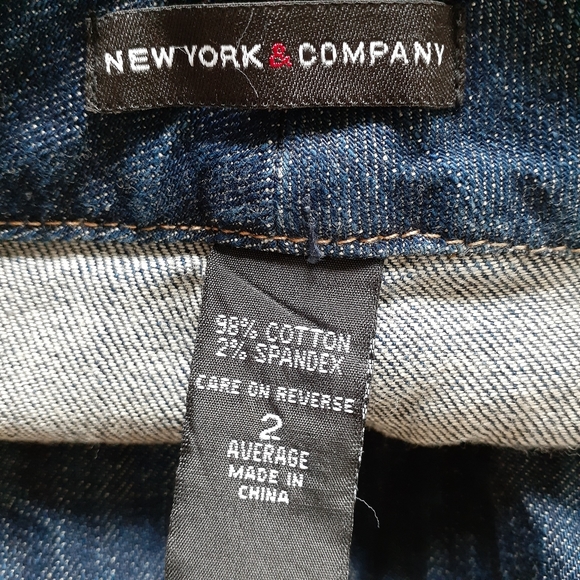 NEW YORK & COMPANY
98% COTTON
2% SPANDEX
CARE ON REVERSE
2
AVERAGE
MADE IN
CHINA